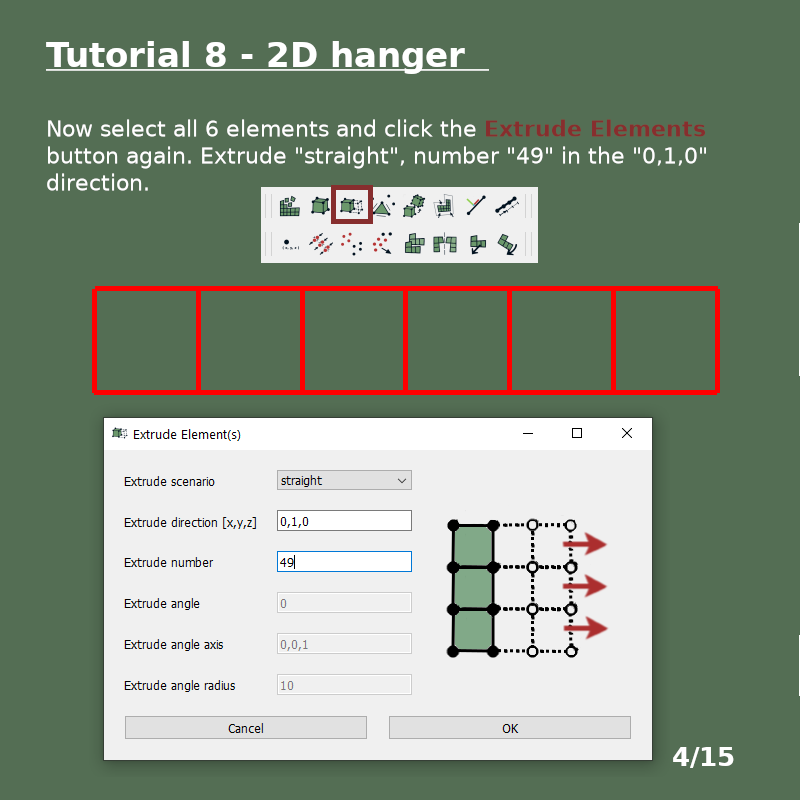 Tutorial 8 - 2D hanger
Now select all 6 elements and click the Extrude Elements
button again. Extrude "straight", number "49" in the "0,1,0"
direction.
Extrude Element(s)
Extrude scenario straight
Extrude direction [x,y,z] 0,1,0
Extrude number 49
Extrude angle 0
Extrude angle axis 0,0,1
Extrude angle radius 10
Cancel OK
4/15